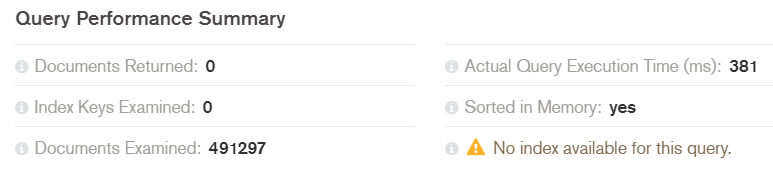 Query Performance Summary
Documents Returned: 0
Actual Query Execution Time (ms): 381
Index Keys Examined: 0
Sorted in Memory: yes
Documents Examined: 491297
No index available for this query.